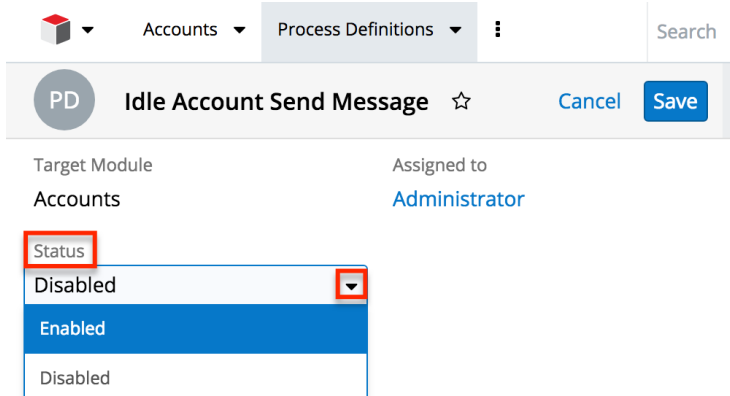 Accounts Process Definitions Search
PD Idle Account Send Message Cancel Save
Target Module Assigned to
Accounts Administrator
Status
Disabled
Enabled
Disabled